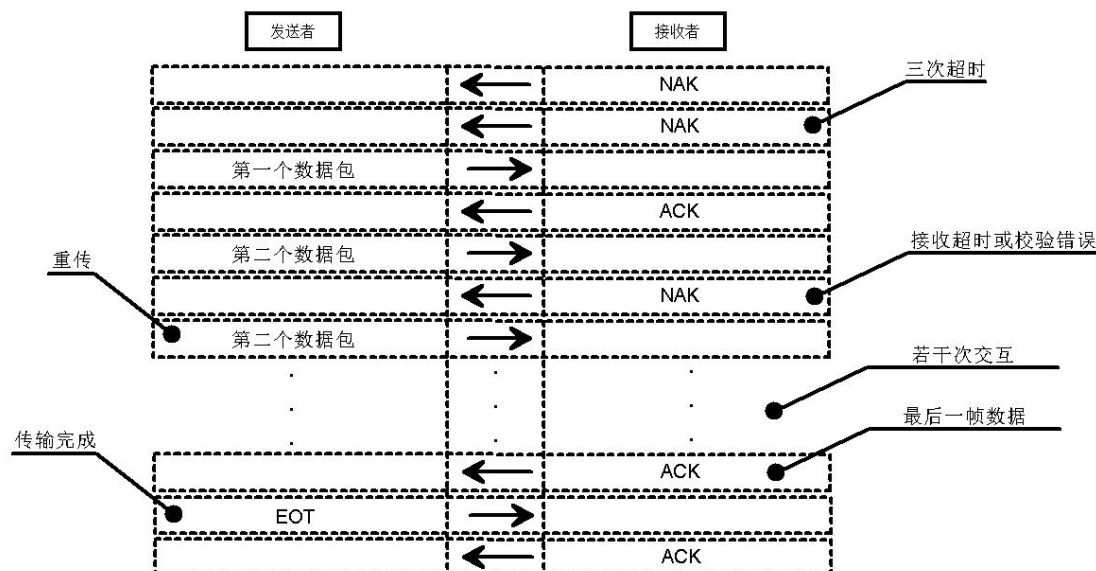 发送者
接收者
NAK
三次超时
NAK
第一个数据包
ACK
第二个数据包
接收超时或校验错误
重传
NAK
第二个数据包
若干次交互
最后一帧数据
传输完成
ACK
EOT
ACK